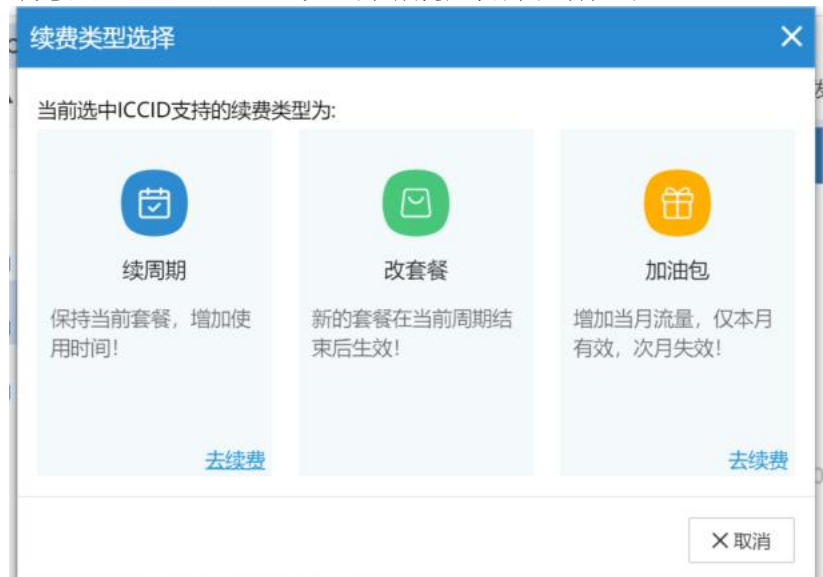 续费类型选择
当前选中ICCID支持的续费类型为:
续周期
保持当前套餐，增加使
用时间！
去续费
改套餐
新的套餐在当前周期结
束后生效！
加油包
增加当月流量，仅本月
有效，次月失效！
去续费
取消